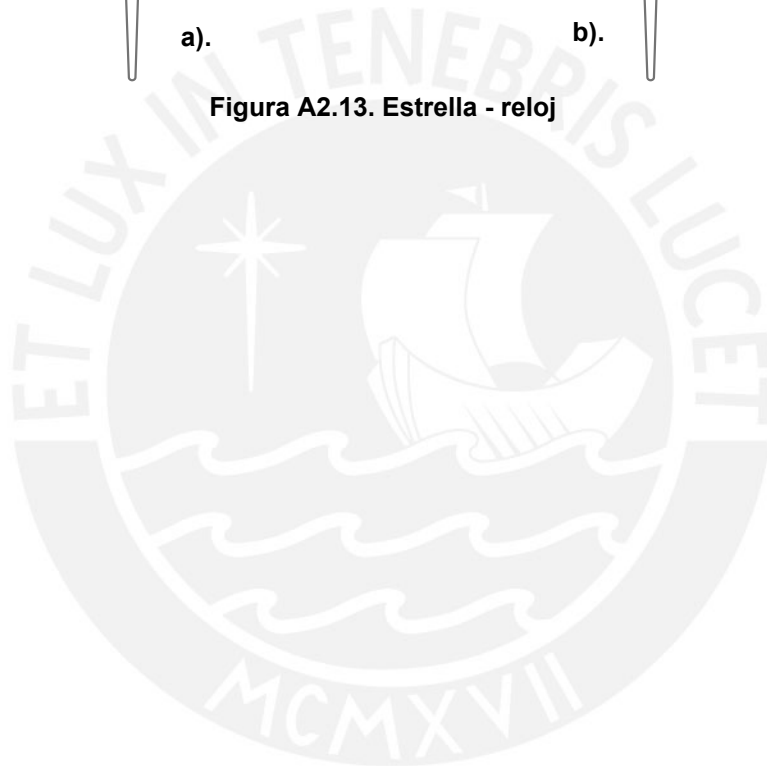 a). b).
Figura A2.13. Estrella - reloj
ET LUX IN TENEBRIS LUCET
MCMXVII